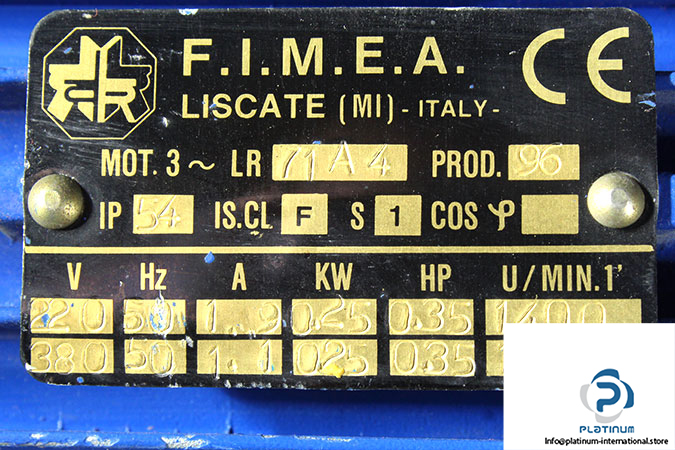 F.I.M.E.A.
CE
LISCATE (MI) - ITALY -
MOT. 3~ LR 71A4 PROD. 96
IP 54 IS.CL F S 1 COS φ
V Hz A KW HP U/MIN.1'
220 50 1.9 0.25 0.35 1400
380 50 1.1 0.25 0.35
PLATINUM
info@platinum-international.store